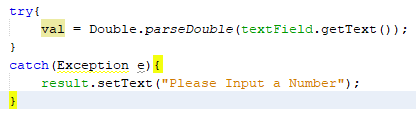 try{
val = Double.parseDouble(textField.getText());
}
catch(Exception e){
result.setText("Please Input a Number");
}